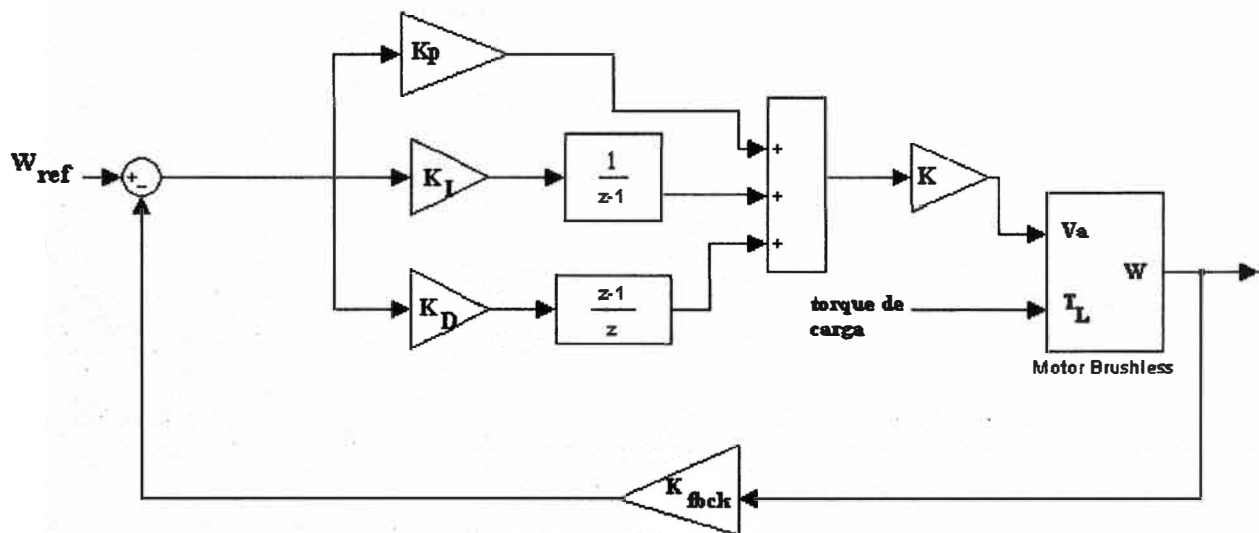 Kp
W ref
+
-
K I
1
z-1
K D
z-1
z
+
+
+
K
Va
W
T L
torque de
carga
Motor Brushless
K fbck